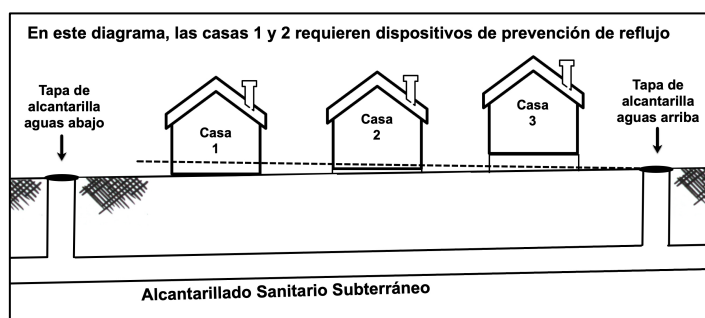 En este diagrama, las casas 1 y 2 requieren dispositivos de prevención de reflujo
Tapa de
alcantarilla
aguas abajo
Casa
1
Casa
2
Casa
3
Tapa de
alcantarilla
aguas arriba
Alcantarillado Sanitario Subterráneo